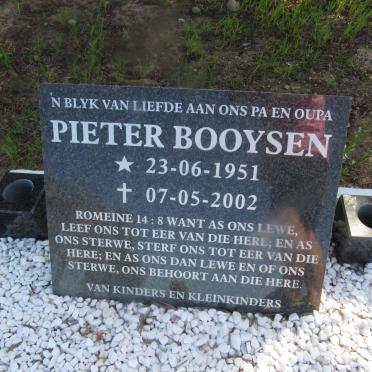 'N BLYK VAN LIEFDE AAN ONS PA EN OUPA
PIETER BOOYSEN
★ 23-06-1951
✝ 07-05-2002
ROMEINE 14 : 8 WANT AS ONS LEWE,
LEEF ONS TOT EER VAN DIE HERE; EN AS
ONS STERWE, STERF ONS TOT EER VAN DIE
HERE; EN AS ONS DAN LEWE EN OF ONS
STERWE, ONS BEHOORT AAN DIE HERE.
VAN KINDERS EN KLEINKINDERS